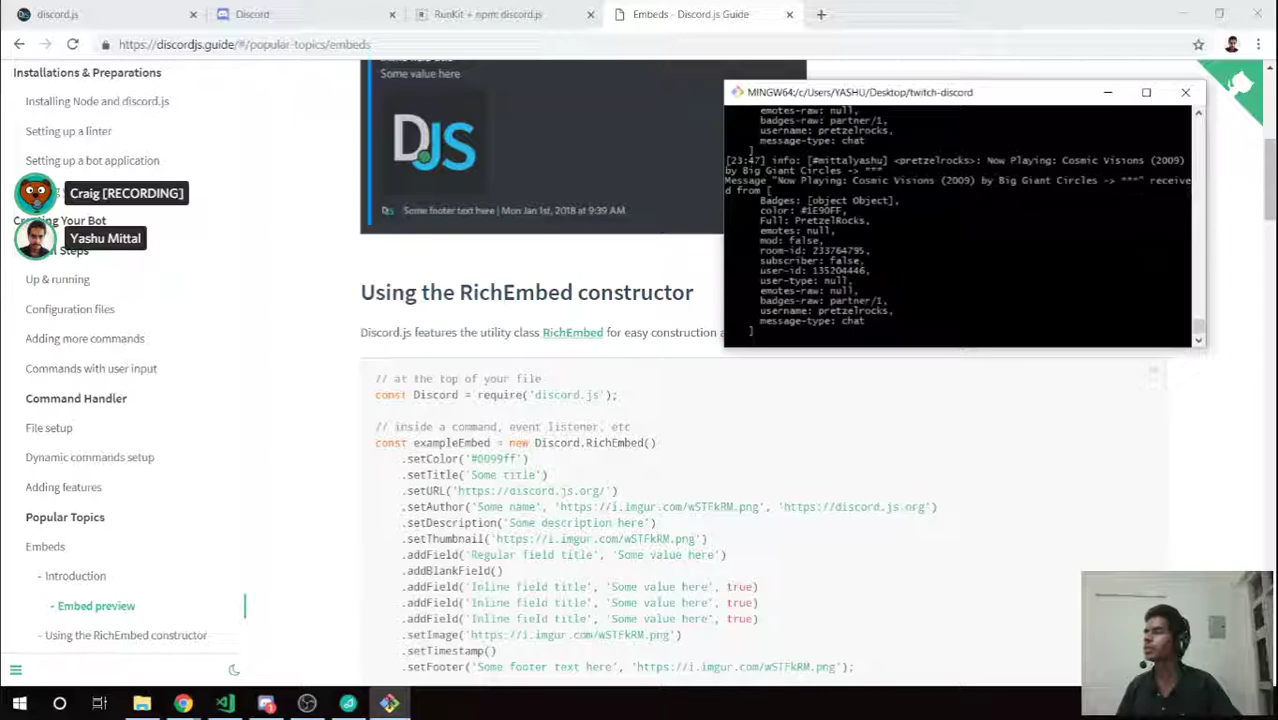 discord.js
Discord
RunKit + npm: discord.js
Embeds - Discord.js Guide
https://discordjs.guide/#/popular-topics/embeds
Installations & Preparations
Installing Node and discord.js
Setting up a linter
Setting up a bot application
Craig [RECORDING]
Creating Your Bot
Yashu Mittal
Steps
Up & running
Configuration files
Adding more commands
Commands with user input
Command Handler
File setup
Dynamic commands setup
Adding features
Popular Topics
Embeds
- Introduction
- Embed preview
- Using the RichEmbed constructor
Some value here
DJS
Some footer text here | Mon Jan 1st, 2018 at 9:39 AM
Using the RichEmbed constructor
Discord.js features the utility class RichEmbed for easy construction
// at the top of your file
const Discord = require('discord.js');
// inside a command, event listener, etc
const exampleEmbed = new Discord.RichEmbed()
.setColor('#0099ff')
.setTitle('Some title')
.setURL('https://discord.js.org/')
.setAuthor('Some name', 'https://i.imgur.com/wSTFkRM.png', 'https://discord.js.org')
.setDescription('Some description here')
.setThumbnail('https://i.imgur.com/wSTFkRM.png')
.addField('Regular field title', 'Some value here')
.addBlankField()
.addField('Inline field title', 'Some value here', true)
.addField('Inline field title', 'Some value here', true)
.addField('Inline field title', 'Some value here', true)
.setImage('https://i.imgur.com/wSTFkRM.png')
.setTimestamp()
.setFooter('Some footer text here', 'https://i.imgur.com/wSTFkRM.png');
MINGW64:/c/Users/YASHU/Desktop/twitch-discord
emotes-raw: null,
badges-raw: partner/1,
username: pretzelrocks,
message-type: chat
]
[23:47] info: [#mittalyashu] <pretzelrocks>: Now Playing: Cosmic Visions (2009)
by Big Giant Circles -> ***
Message "Now Playing: Cosmic Visions (2009) by Big Giant Circles -> ***" receive
d from [
Badges: [object Object],
color: #1E90FF,
Full: PretzelRocks,
emotes: null,
mod: false,
room-id: 233764795,
subscriber: false,
user-id: 135204446,
user-type: null,
emotes-raw: null,
badges-raw: partner/1,
username: pretzelrocks,
message-type: chat
]